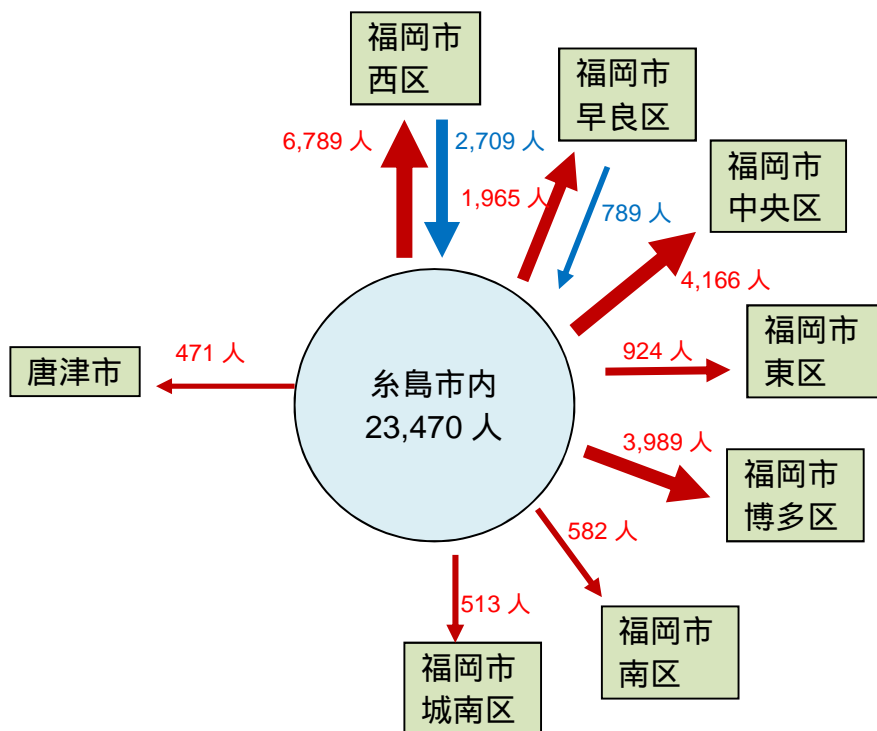 福岡市
西区
6,789 人
2,709 人
福岡市
早良区
1,965 人
789 人
福岡市
中央区
4,166 人
福岡市
東区
924 人
唐津市
471 人
糸島市内
23,470 人
3,989 人
福岡市
博多区
582 人
福岡市
南区
513 人
福岡市
城南区